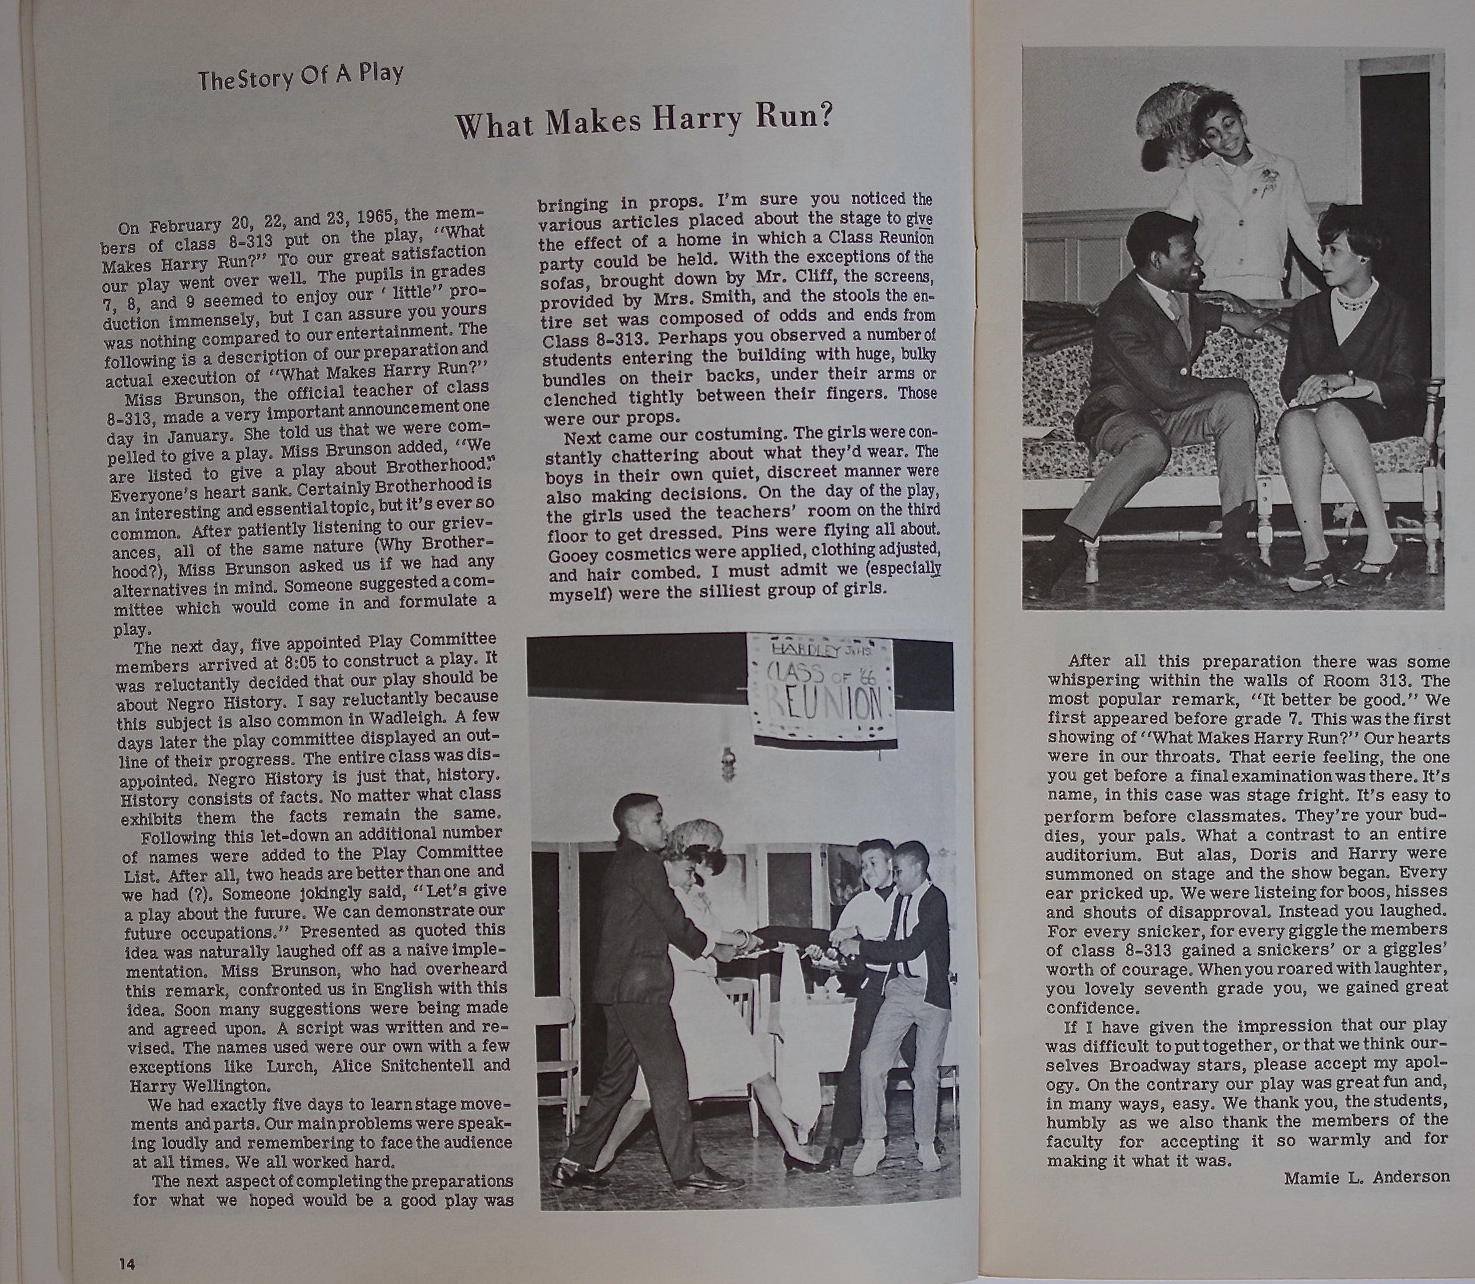 The Story Of A Play
What Makes Harry Run?
On February 20, 22, and 23, 1965, the mem-
bers of class 8-313 put on the play, "What
Makes Harry Run?" To our great satisfaction
our play went over well. The pupils in grades
7, 8, and 9 seemed to enjoy our ' little" pro-
duction immensely, but I can assure you yours
was nothing compared to our entertainment. The
following is a description of our preparation and
actual execution of "What Makes Harry Run?"
Miss Brunson, the official teacher of class
8-313, made a very important announcement one
day in January. She told us that we were com-
pelled to give a play. Miss Brunson added, "We
are listed to give a play about Brotherhood."
Everyone's heart sank. Certainly Brotherhood is
an interesting and essential topic, but it's ever so
common. After patiently listening to our griev-
ances, all of the same nature (Why Brother-
hood?), Miss Brunson asked us if we had any
alternatives in mind. Someone suggested a com-
mittee which would come in and formulate a
play.
The next day, five appointed Play Committee
members arrived at 8:05 to construct a play. It
was reluctantly decided that our play should be
about Negro History. I say reluctantly because
this subject is also common in Wadleigh. A few
days later the play committee displayed an out-
line of their progress. The entire class was dis-
appointed. Negro History is just that, history.
History consists of facts. No matter what class
exhibits them the facts remain the same.
Following this let-down an additional number
of names were added to the Play Committee
List. After all, two heads are better than one and
we had (?). Someone jokingly said, "Let's give
a play about the future. We can demonstrate our
future occupations." Presented as quoted this
idea was naturally laughed off as a naive imple-
mentation. Miss Brunson, who had overheard
this remark, confronted us in English with this
idea. Soon many suggestions were being made
and agreed upon. A script was written and re-
vised. The names used were our own with a few
exceptions like Lurch, Alice Snitchentell and
Harry Wellington.
We had exactly five days to learn stage move-
ments and parts. Our main problems were speak-
ing loudly and remembering to face the audience
at all times. We all worked hard.
The next aspect of completing the preparations
for what we hoped would be a good play was
14
bringing in props. I'm sure you noticed the
various articles placed about the stage to give
the effect of a home in which a Class Reunion
party could be held. With the exceptions of the
sofas, brought down by Mr. Cliff, the screens,
provided by Mrs. Smith, and the stools the en-
tire set was composed of odds and ends from
Class 8-313. Perhaps you observed a number of
students entering the building with huge, bulky
bundles on their backs, under their arms or
clenched tightly between their fingers. Those
were our props.
Next came our costuming. The girls were con-
stantly chattering about what they'd wear. The
boys in their own quiet, discreet manner were
also making decisions. On the day of the play,
the girls used the teachers' room on the third
floor to get dressed. Pins were flying all about.
Gooey cosmetics were applied, clothing adjusted,
and hair combed. I must admit we (especially
myself) were the silliest group of girls.
HARDLEY J.H.S.
CLASS OF '66
REUNION
After all this preparation there was some
whispering within the walls of Room 313. The
most popular remark, "It better be good." We
first appeared before grade 7. This was the first
showing of "What Makes Harry Run?" Our hearts
were in our throats. That eerie feeling, the one
you get before a final examination was there. It's
name, in this case was stage fright. It's easy to
perform before classmates. They're your bud-
dies, your pals. What a contrast to an entire
auditorium. But alas, Doris and Harry were
summoned on stage and the show began. Every
ear pricked up. We were listeing for boos, hisses
and shouts of disapproval. Instead you laughed.
For every snicker, for every giggle the members
of class 8-313 gained a snickers' or a giggles'
worth of courage. When you roared with laughter,
you lovely seventh grade you, we gained great
confidence.
If I have given the impression that our play
was difficult to put together, or that we think our-
selves Broadway stars, please accept my apol-
ogy. On the contrary our play was great fun and,
in many ways, easy. We thank you, the students,
humbly as we also thank the members of the
faculty for accepting it so warmly and for
making it what it was.
Mamie L. Anderson